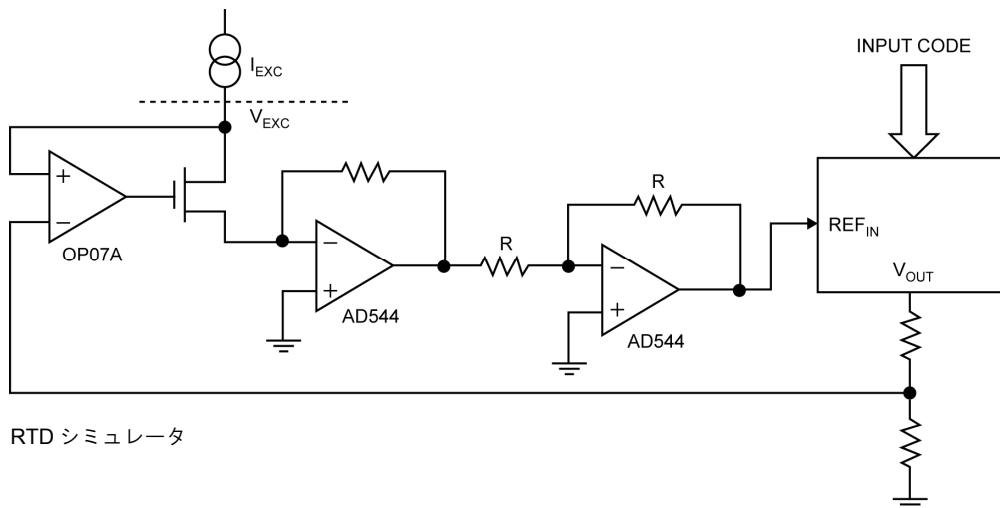 I_EXC
V_EXC
INPUT CODE
+
−
OP07A
−
+
AD544
R
R
−
+
AD544
REF_IN
V_OUT
RTD シミュレータ